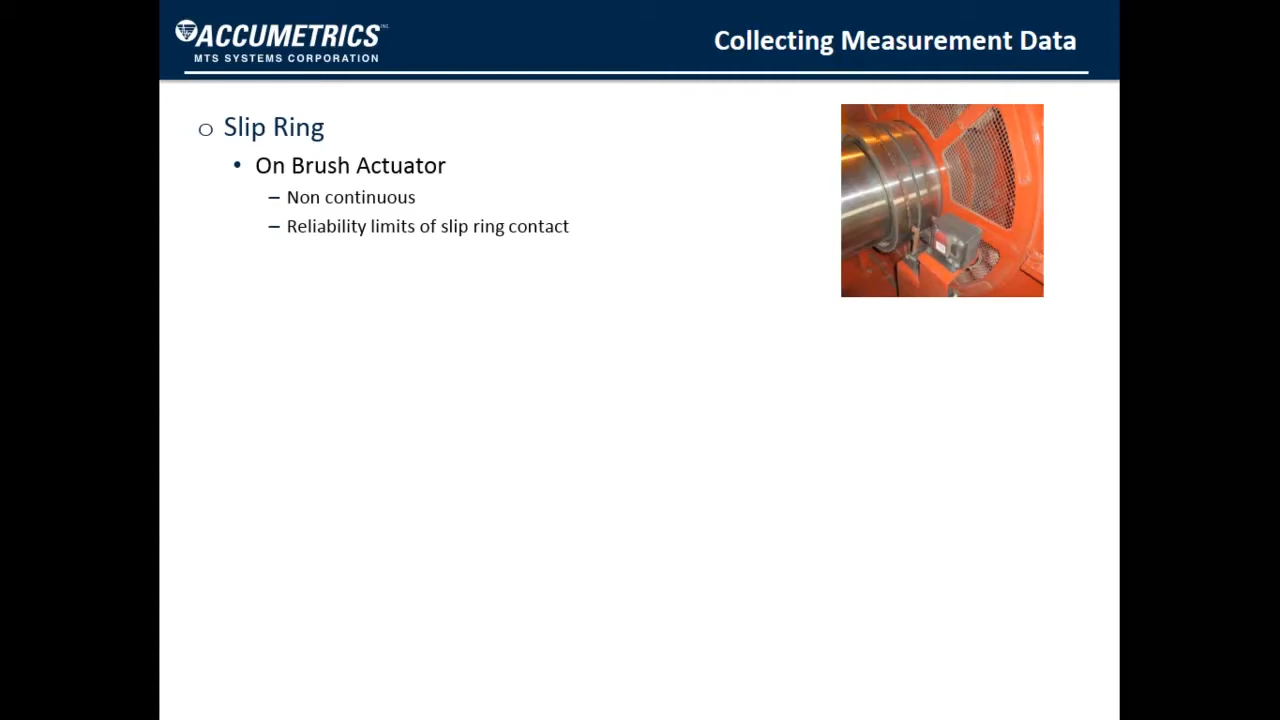 ACCUMETRICS INC.
MTS SYSTEMS CORPORATION
Collecting Measurement Data
Slip Ring
On Brush Actuator
Non continuous
Reliability limits of slip ring contact